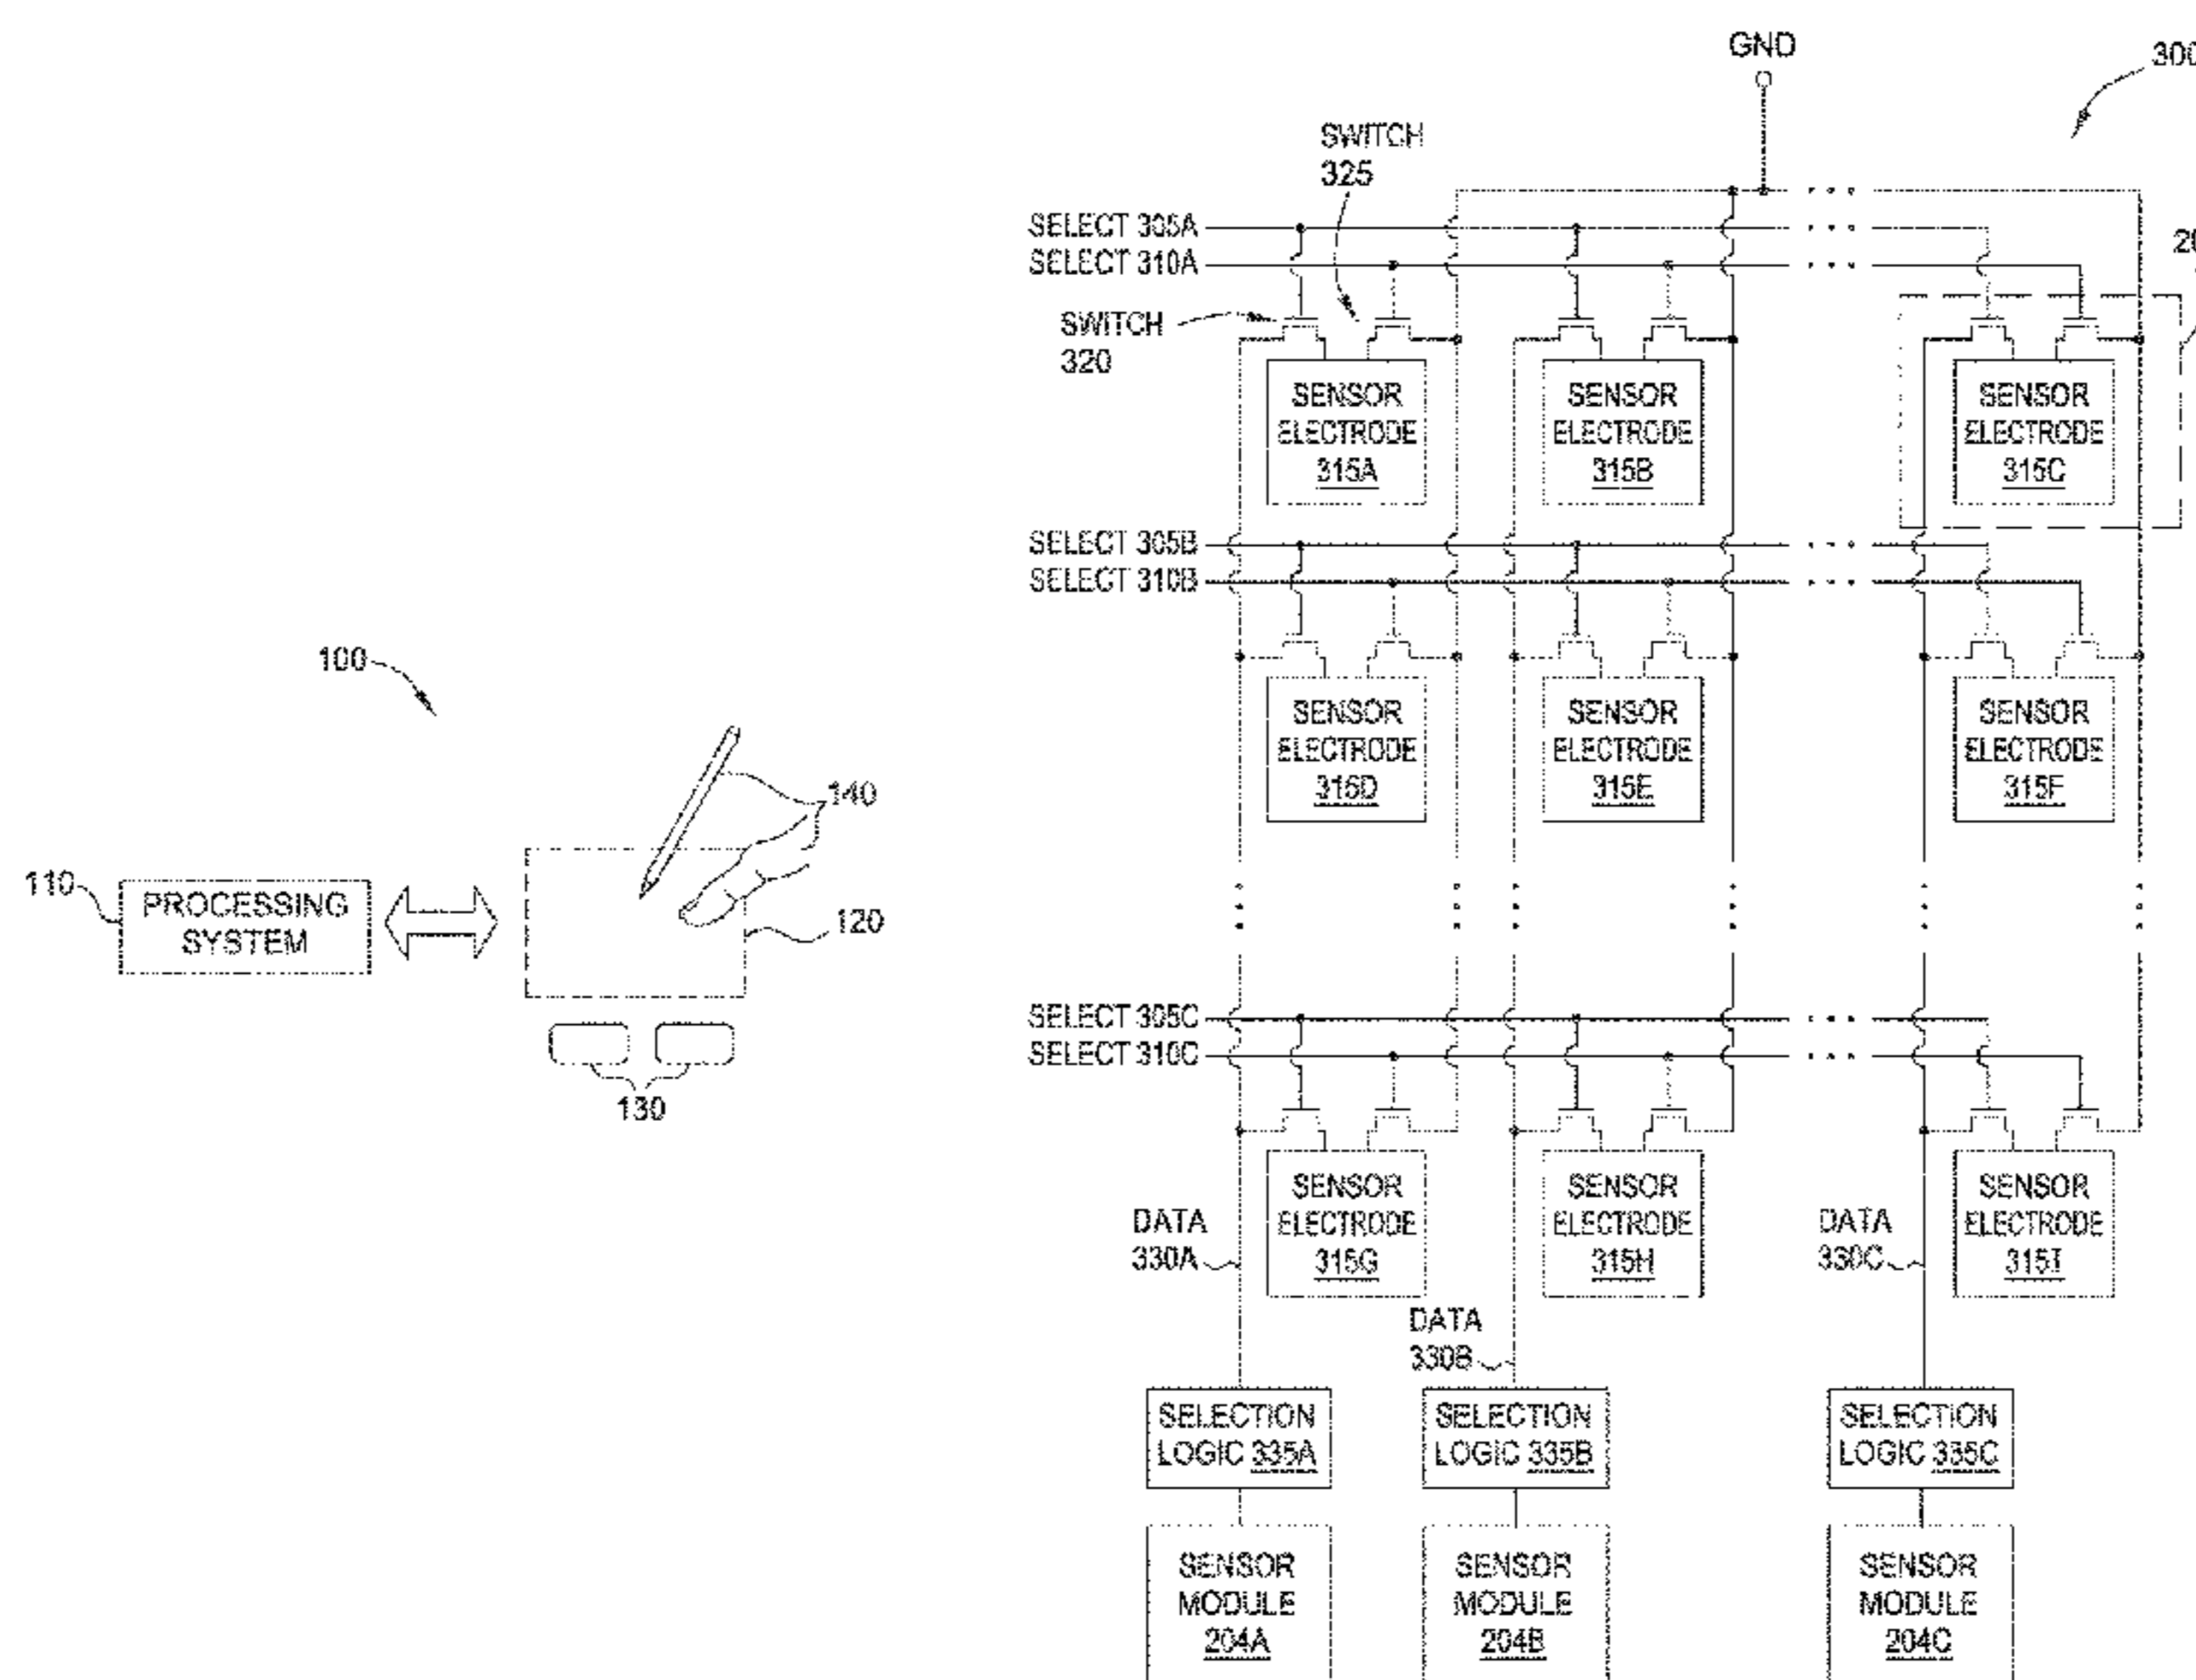 100
140
110
PROCESSING
SYSTEM
120
130
GND
300
SWITCH
325
SELECT 305A
SELECT 310A
SWITCH
320
SENSOR
ELECTRODE
315A
SENSOR
ELECTRODE
315B
SENSOR
ELECTRODE
315C
SELECT 305B
SELECT 310B
SENSOR
ELECTRODE
315D
SENSOR
ELECTRODE
315E
SENSOR
ELECTRODE
315F
SELECT 305C
SELECT 310C
SENSOR
ELECTRODE
315G
SENSOR
ELECTRODE
315H
SENSOR
ELECTRODE
315I
DATA
330A
DATA
330B
DATA
330C
SELECTION
LOGIC 335A
SELECTION
LOGIC 335B
SELECTION
LOGIC 335C
SENSOR
MODULE
204A
SENSOR
MODULE
204B
SENSOR
MODULE
204C